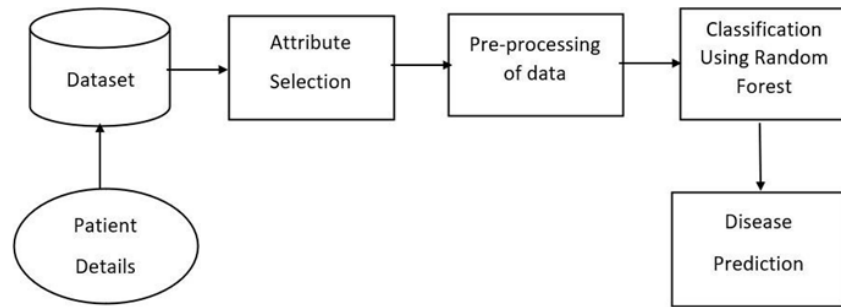 Dataset
Attribute
Selection
Pre-processing
of data
Classification
Using Random
Forest
Patient
Details
Disease
Prediction